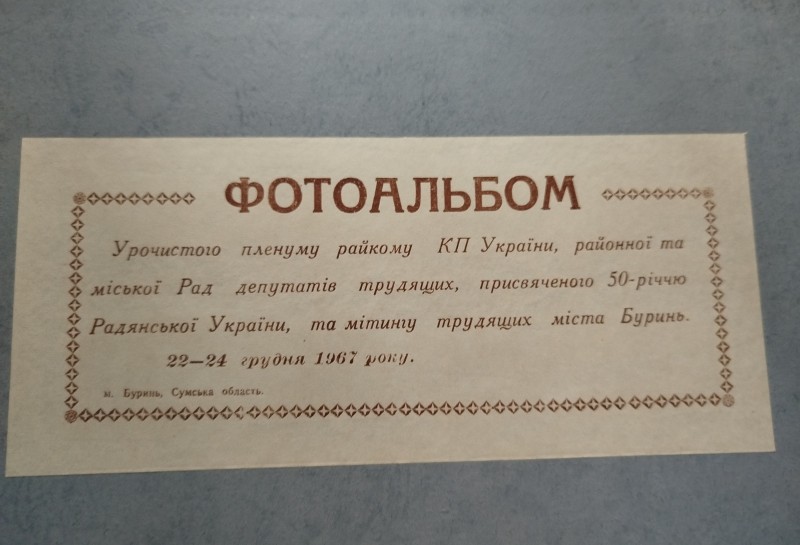 ФОТОАЛЬБОМ
Урочистого пленуму райкому КП України, районної та
міської Рад депутатів трудящих, присвяченого 50-річчю
Радянської України, та мітингу трудящих міста Буринь.
22—24 грудня 1967 року.
м. Буринь, Сумська область.